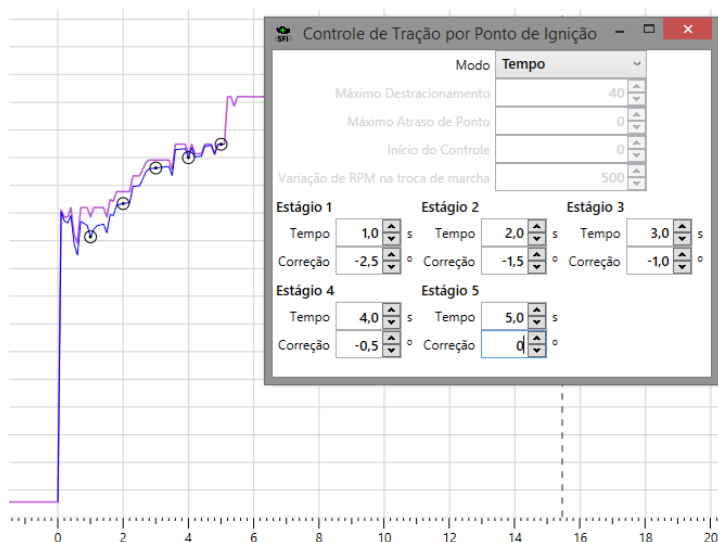 SFI Controle de Tração por Ponto de Ignição
Modo Tempo
Máximo Destracionamento 40
Máximo Atraso de Ponto 0
Início do Controle 0
Variação de RPM na troca de marcha 500
Estágio 1 Estágio 2 Estágio 3
Tempo 1,0 s Tempo 2,0 s Tempo 3,0 s
Correção -2,5 ° Correção -1,5 ° Correção -1,0 °
Estágio 4 Estágio 5
Tempo 4,0 s Tempo 5,0 s
Correção -0,5 ° Correção 0 °
0 2 4 6 8 10 12 14 16 18 20